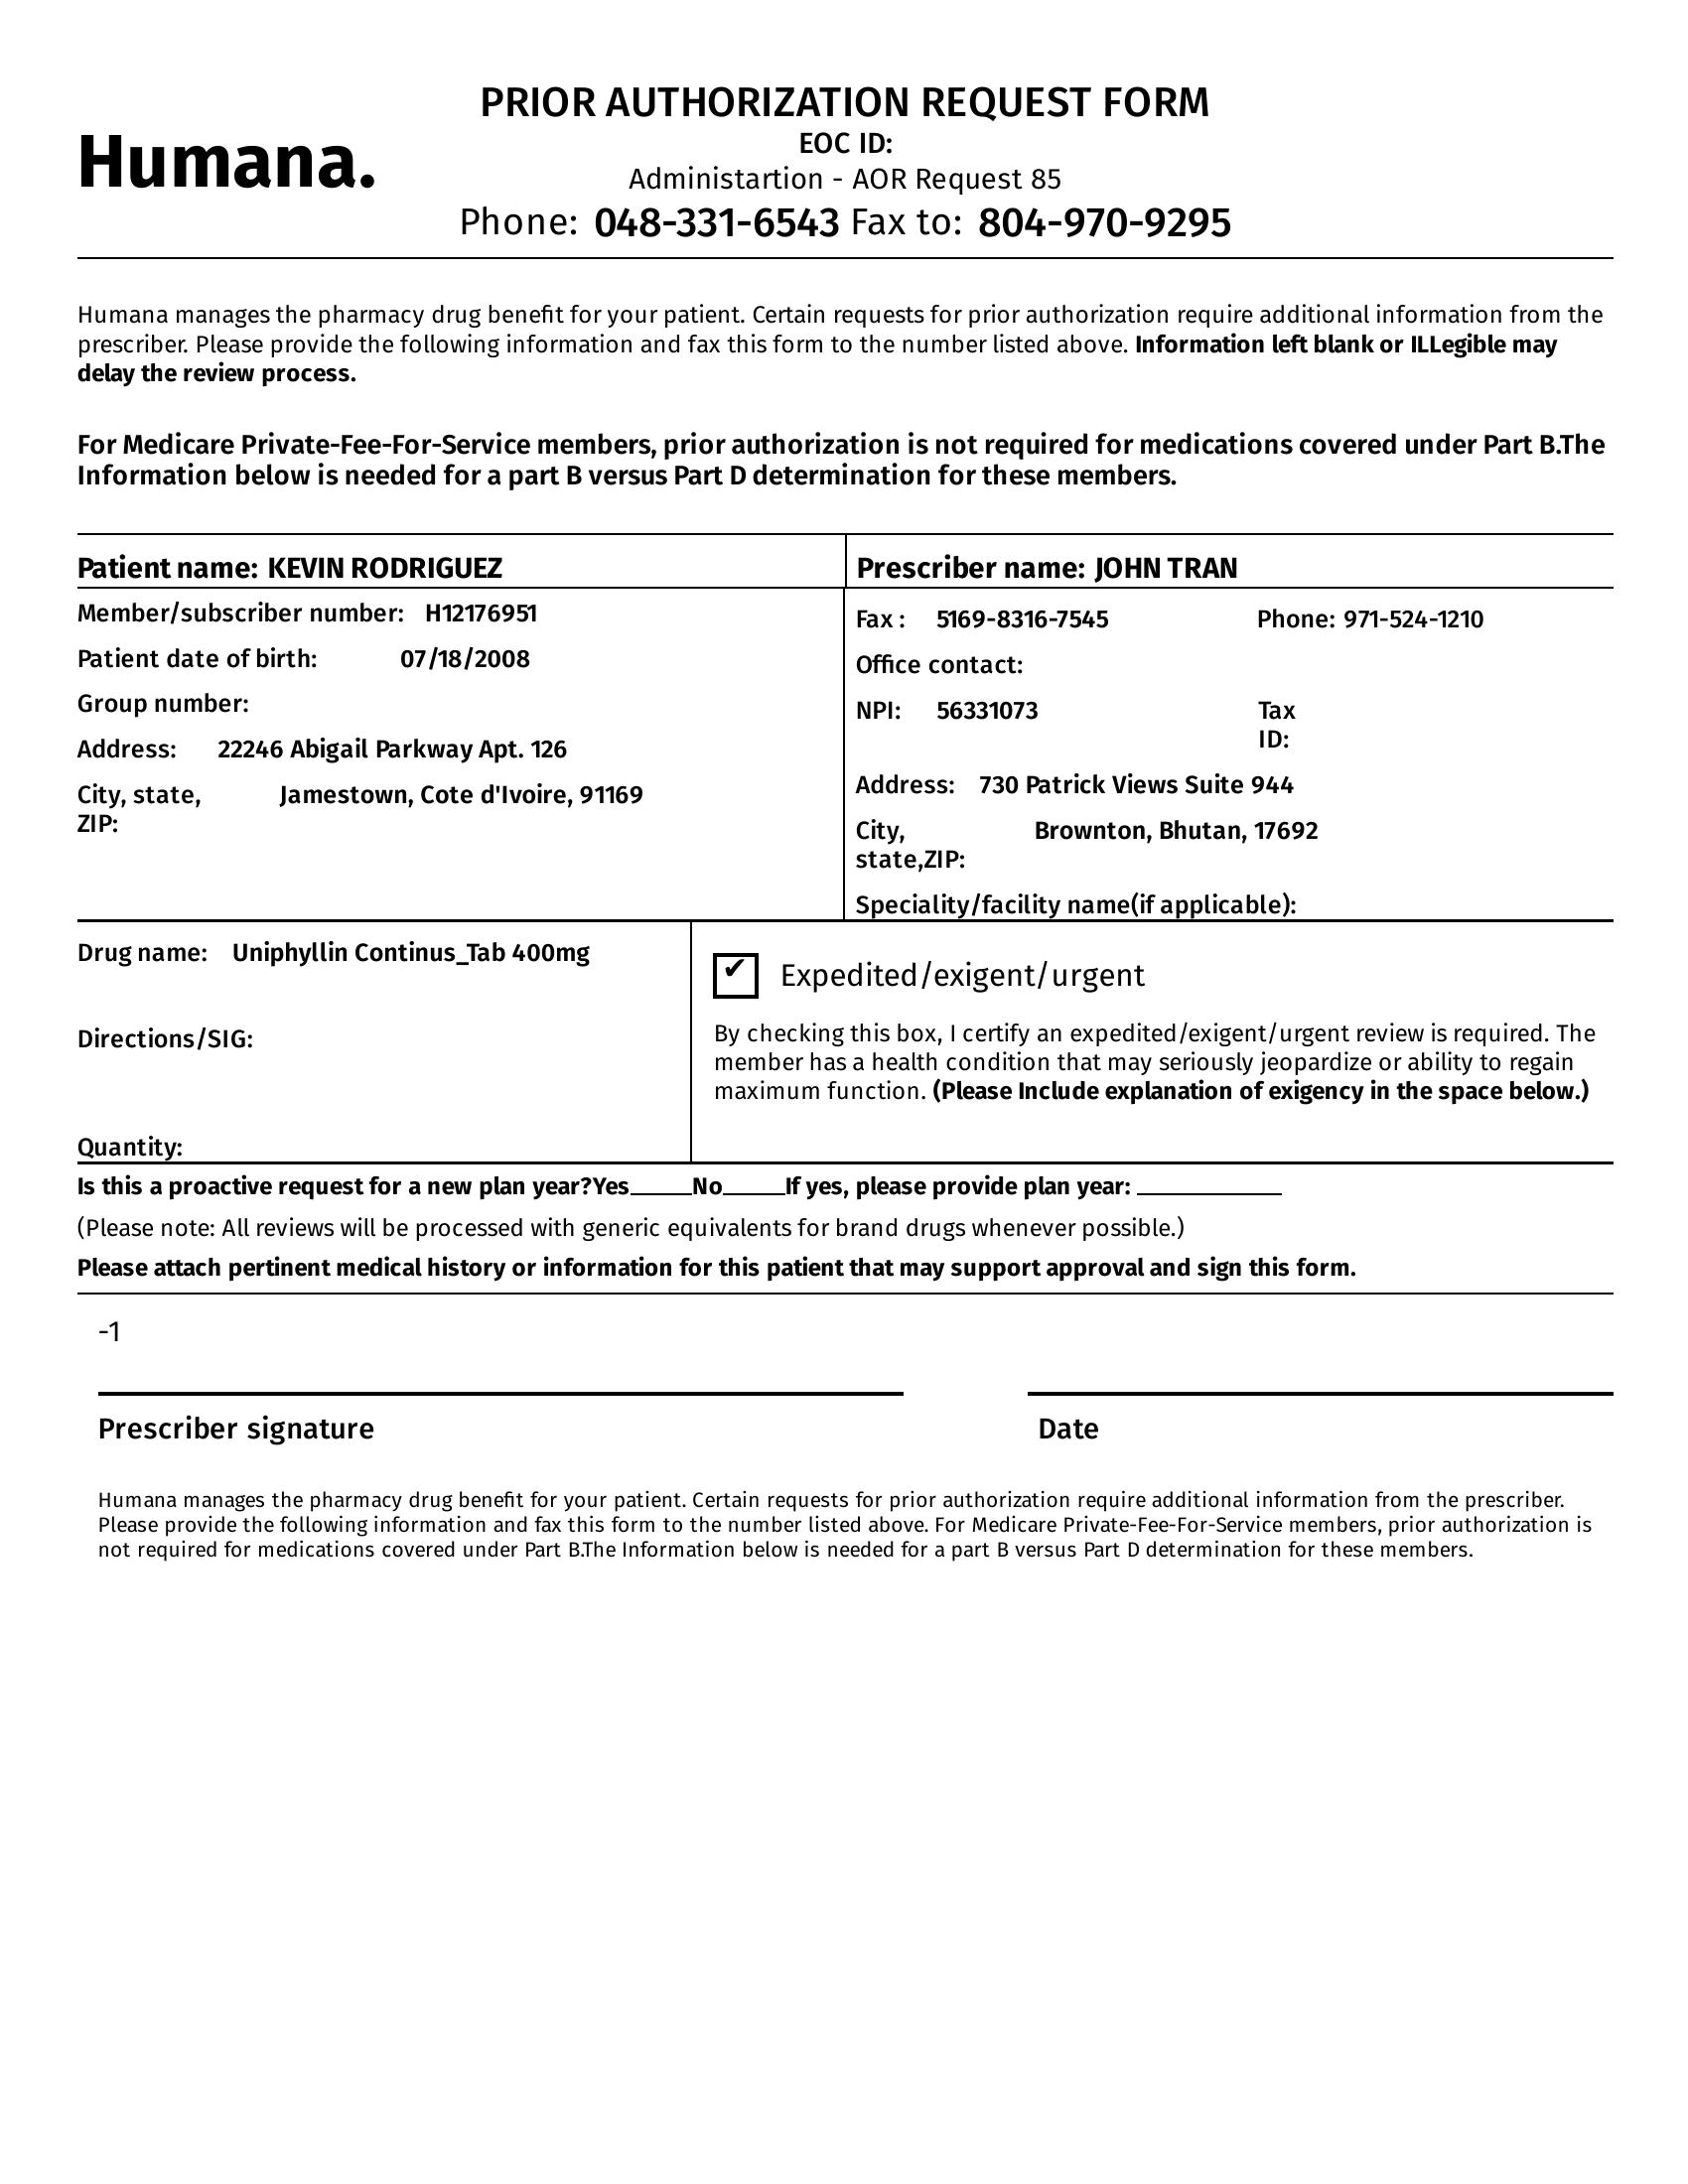 PRIOR AUTHORIZATION REQUEST FORM
EOC ID:
Humana.
Administartion - AOR Request 85
Phone: 048-331-6543 Fax to: 804-970-9295
Humana manages the pharmacy drug benefit for your patient. Certain requests for prior authorization require additional information from the
prescriber. Please provide the following information and fax this form to the number listed above. Information left blank or ILLegible may
delay the review process.
For Medicare Private-Fee-For-Service members, prior authorization is not required for medications covered under Part B.The
Information below is needed for a part B versus Part D determination for these members.
Patient name: KEVIN RODRIGUEZ
Member/subscriber number: H12176951
Patient date of birth: 07/18/2008
Group number:
Address: 22246 Abigail Parkway Apt. 126
City, state, Jamestown, Cote d'Ivoire, 91169
ZIP:
Prescriber name: JOHN TRAN
Fax : 5169-8316-7545 Phone: 971-524-1210
Office contact:
NPI: 56331073 Tax
ID:
Address: 730 Patrick Views Suite 944
City, Brownton, Bhutan, 17692
state,ZIP:
Speciality/facility name(if applicable):
Drug name: Uniphyllin Continus_Tab 400mg
Directions/SIG:
Quantity:
✔ Expedited/exigent/urgent
By checking this box, I certify an expedited/exigent/urgent review is required. The
member has a health condition that may seriously jeopardize or ability to regain
maximum function. (Please Include explanation of exigency in the space below.)
Is this a proactive request for a new plan year?Yes_____No_____If yes, please provide plan year: ____________
(Please note: All reviews will be processed with generic equivalents for brand drugs whenever possible.)
Please attach pertinent medical history or information for this patient that may support approval and sign this form.
-1
Prescriber signature Date
Humana manages the pharmacy drug benefit for your patient. Certain requests for prior authorization require additional information from the prescriber.
Please provide the following information and fax this form to the number listed above. For Medicare Private-Fee-For-Service members, prior authorization is
not required for medications covered under Part B.The Information below is needed for a part B versus Part D determination for these members.